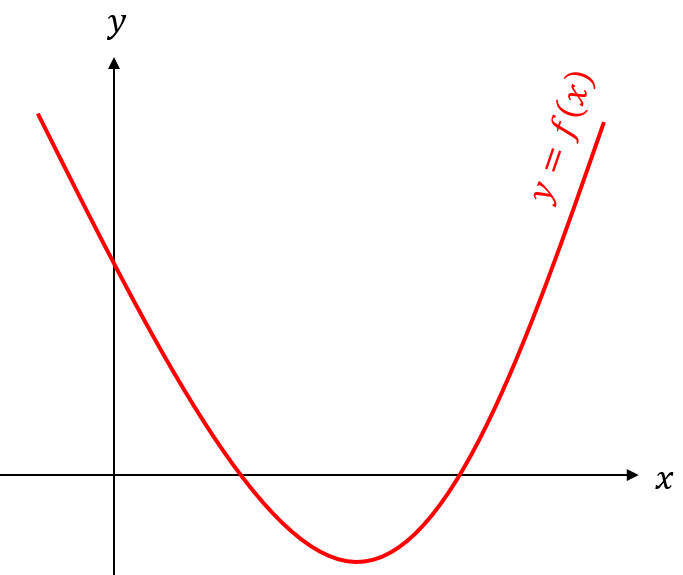 y
y = f(x)
x